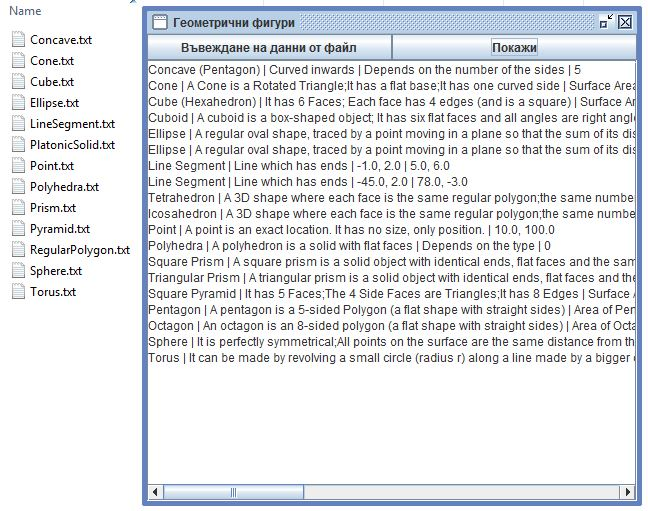 Name
Concave.txt
Cone.txt
Cube.txt
Ellipse.txt
LineSegment.txt
PlatonicSolid.txt
Point.txt
Polyhedra.txt
Prism.txt
Pyramid.txt
RegularPolygon.txt
Sphere.txt
Torus.txt
Геометрични фигури
Въвеждане на данни от файл
Покажи
Concave (Pentagon) | Curved inwards | Depends on the number of the sides | 5
Cone | A Cone is a Rotated Triangle;It has a flat base;It has one curved side | Surface Area
Cube (Hexahedron) | It has 6 Faces; Each face has 4 edges (and is a square) | Surface Ar
Cuboid | A cuboid is a box-shaped object; It has six flat faces and all angles are right angle
Ellipse | A regular oval shape, traced by a point moving in a plane so that the sum of its dis
Ellipse | A regular oval shape, traced by a point moving in a plane so that the sum of its dis
Line Segment | Line which has ends | -1.0, 2.0 | 5.0, 6.0
Line Segment | Line which has ends | -45.0, 2.0 | 78.0, -3.0
Tetrahedron | A 3D shape where each face is the same regular polygon;the same number
Icosahedron | A 3D shape where each face is the same regular polygon;the same numbe
Point | A point is an exact location. It has no size, only position. | 10.0, 100.0
Polyhedra | A polyhedron is a solid with flat faces | Depends on the type | 0
Square Prism | A square prism is a solid object with identical ends, flat faces and the sam
Triangular Prism | A triangular prism is a solid object with identical ends, flat faces and the
Square Pyramid | It has 5 Faces;The 4 Side Faces are Triangles;It has 8 Edges | Surface A
Pentagon | A pentagon is a 5-sided Polygon (a flat shape with straight sides) | Area of Pen
Octagon | An octagon is an 8-sided polygon (a flat shape with straight sides) | Area of Octa
Sphere | It is perfectly symmetrical;All points on the surface are the same distance from th
Torus | It can be made by revolving a small circle (radius r) along a line made by a bigger